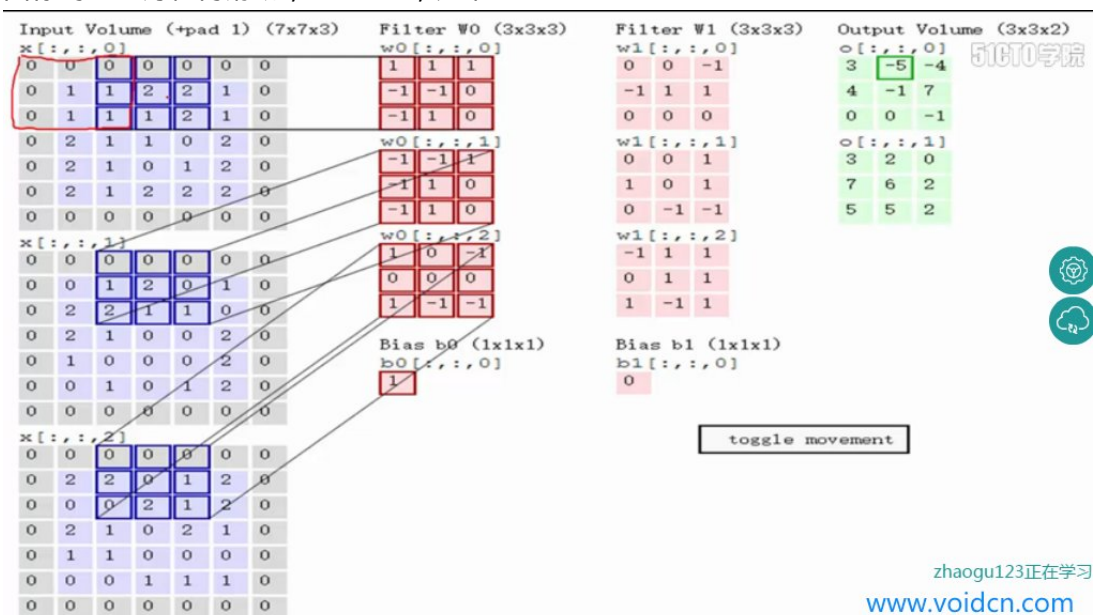 Input Volume (+pad 1) (7x7x3)
x[:,:,0]
0 0 0 0 0 0 0
0 1 1 2 2 1 0
0 1 1 1 2 1 0
0 2 1 1 0 2 0
0 2 1 0 1 2 0
0 2 1 2 2 2 0
0 0 0 0 0 0 0
x[:,:,1]
0 0 0 0 0 0 0
0 0 1 2 0 1 0
0 2 2 1 1 0 0
0 2 1 0 0 2 0
0 1 0 0 0 2 0
0 0 1 0 1 2 0
0 0 0 0 0 0 0
x[:,:,2]
0 0 0 0 0 0 0
0 2 2 0 1 2 0
0 0 0 2 1 2 0
0 2 1 0 2 1 0
0 1 1 0 0 0 0
0 0 0 1 1 1 0
0 0 0 0 0 0 0
Filter W0 (3x3x3)
w0[:,:,0]
1 1 1
-1 -1 0
-1 1 0
w0[:,:,1]
-1 -1 1
-1 1 0
-1 1 0
w0[:,:,2]
1 0 -1
0 0 0
1 -1 -1
Bias b0 (1x1x1)
b0[:,:,0]
1
Filter W1 (3x3x3)
w1[:,:,0]
0 0 -1
-1 1 1
0 0 0
w1[:,:,1]
0 0 1
1 0 1
0 -1 -1
w1[:,:,2]
-1 1 1
0 1 1
1 -1 1
Bias b1 (1x1x1)
b1[:,:,0]
0
Output Volume (3x3x2)
o[:,:,0]
3 -5 -4
4 -1 7
0 0 -1
o[:,:,1]
3 2 0
7 6 2
5 5 2
51CTO学院
toggle movement
zhaogu123正在学习
www.voidcn.com